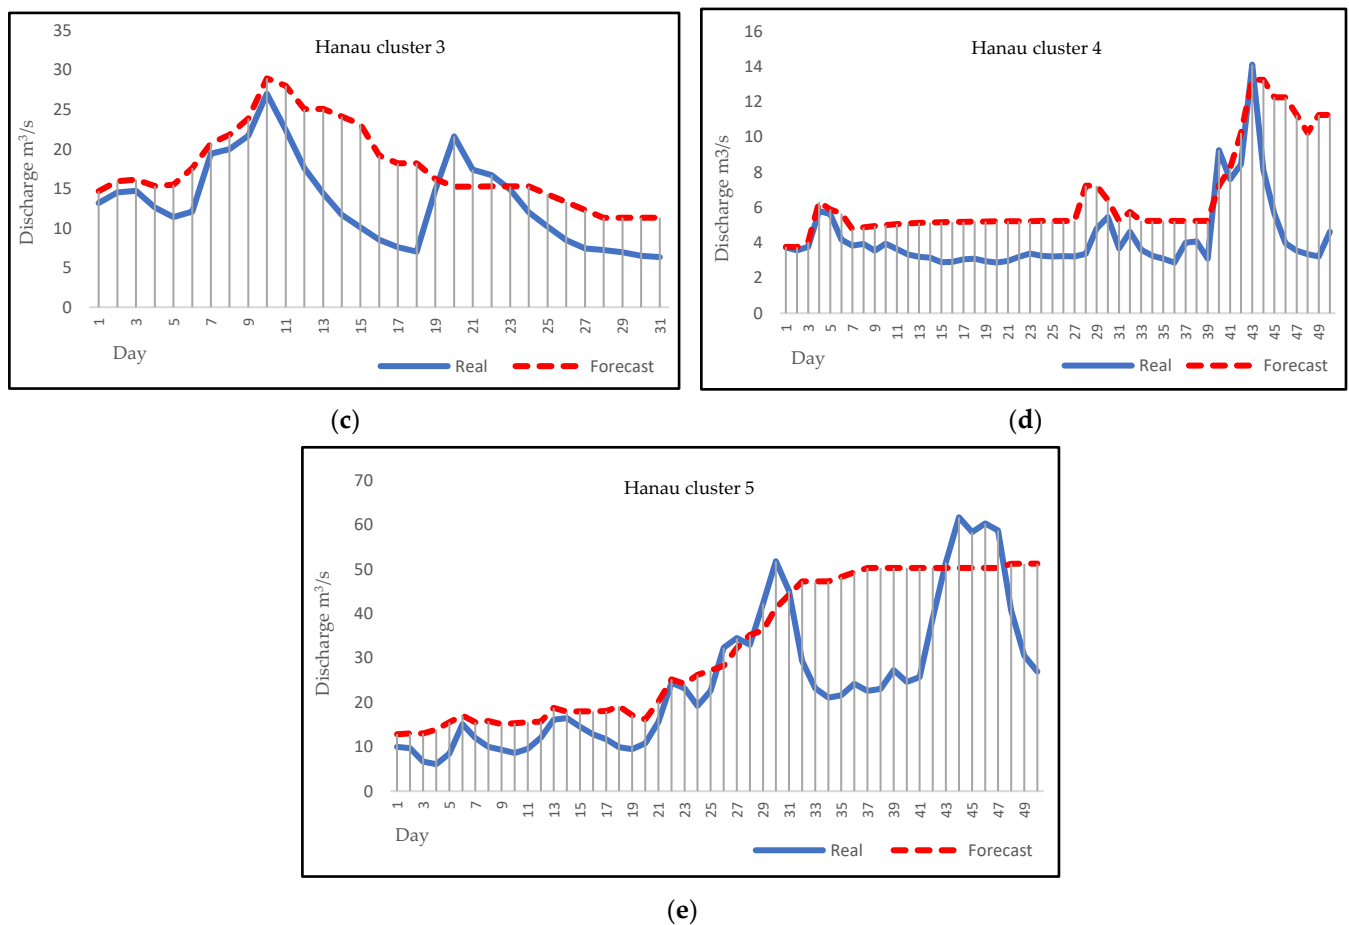 Hanau cluster 3
Discharge m³/s
35
30
25
20
15
10
5
0
1 3 5 7 9 11 13 15 17 19 21 23 25 27 29 31
Day
Real Forecast
(c)
Hanau cluster 4
Discharge m3/s
16
14
12
10
8
6
4
2
0
1 3 5 7 9 11 13 15 17 19 21 23 25 27 29 31 33 35 37 39 41 43 45 47 49
Day
Real Forecast
(d)
Hanau cluster 5
Discharge m³/s
70
60
50
40
30
20
10
0
1 3 5 7 9 11 13 15 17 19 21 23 25 27 29 31 33 35 37 39 41 43 45 47 49
Day
Real Forecast
(e)